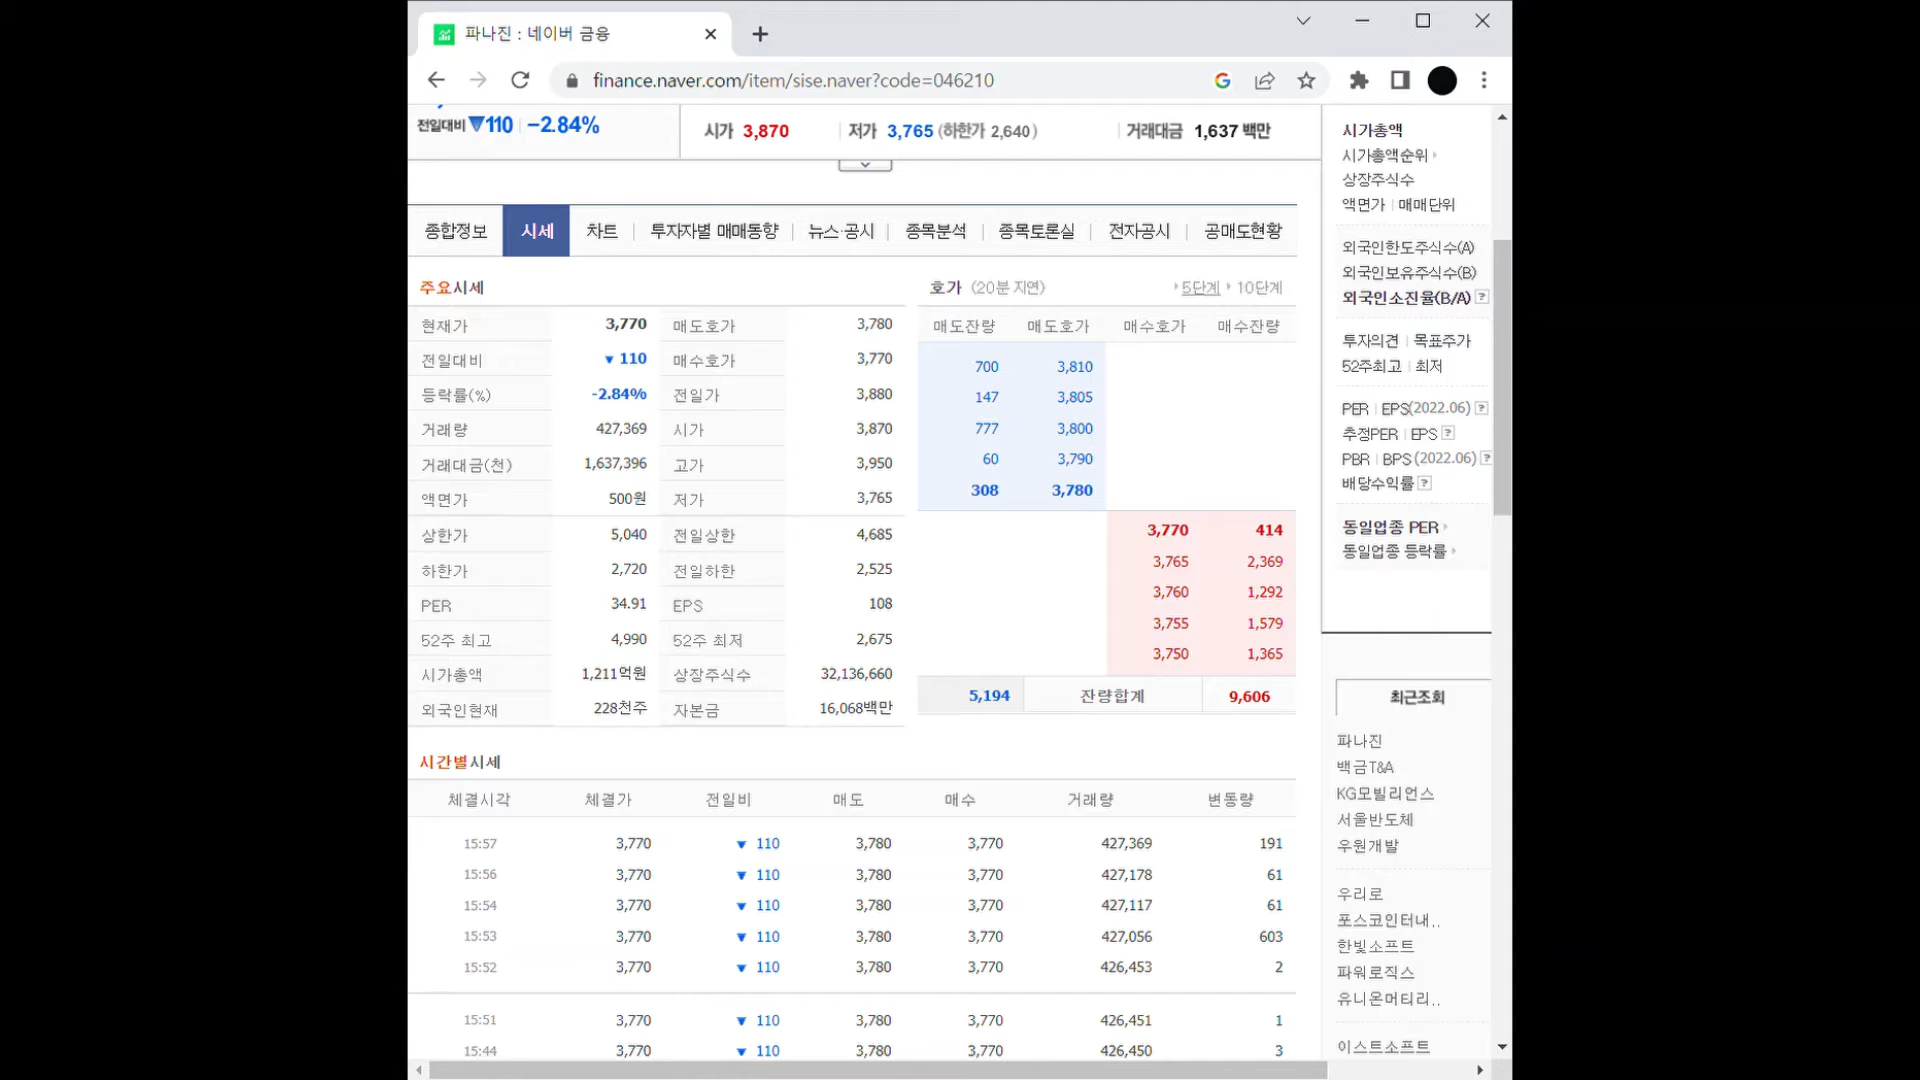 파나진 : 네이버 금융
finance.naver.com/item/sise.naver?code=046210
전일대비 ▼110 −2.84%
시가 3,870
저가 3,765 (하한가 2,640)
거래대금 1,637 백만
종합정보 시세 차트 투자자별 매매동향 뉴스·공시 종목분석 종목토론실 전자공시 공매도현황
주요시세
현재가 3,770 매도호가 3,780
전일대비 ▼ 110 매수호가 3,770
등락률(%) -2.84% 전일가 3,880
거래량 427,369 시가 3,870
거래대금(천) 1,637,396 고가 3,950
액면가 500원 저가 3,765
상한가 5,040 전일상한 4,685
하한가 2,720 전일하한 2,525
PER 34.91 EPS 108
52주 최고 4,990 52주 최저 2,675
시가총액 1,211억원 상장주식수 32,136,660
외국인현재 228천주 자본금 16,068백만
호가 (20분 지연) 5단계 10단계
매도잔량 매도호가 매수호가 매수잔량
700 3,810
147 3,805
777 3,800
60 3,790
308 3,780
3,770 414
3,765 2,369
3,760 1,292
3,755 1,579
3,750 1,365
5,194 잔량합계 9,606
시간별시세
체결시각 체결가 전일비 매도 매수 거래량 변동량
15:57 3,770 ▼ 110 3,780 3,770 427,369 191
15:56 3,770 ▼ 110 3,780 3,770 427,178 61
15:54 3,770 ▼ 110 3,780 3,770 427,117 61
15:53 3,770 ▼ 110 3,780 3,770 427,056 603
15:52 3,770 ▼ 110 3,780 3,770 426,453 2
15:51 3,770 ▼ 110 3,780 3,770 426,451 1
15:44 3,770 ▼ 110 3,780 3,770 426,450 3
시가총액
시가총액순위
상장주식수
액면가 | 매매단위
외국인한도주식수(A)
외국인보유주식수(B)
외국인소진율(B/A) ?
투자의견 | 목표주가
52주최고 | 최저
PER | EPS(2022.06) ?
추정PER | EPS ?
PBR | BPS (2022.06) ?
배당수익률 ?
동일업종 PER
동일업종 등락률
최근조회
파나진
백금T&A
KG모빌리언스
서울반도체
우원개발
우리로
포스코인터내..
한빛소프트
파워로직스
유니온머티리..
이스트소프트